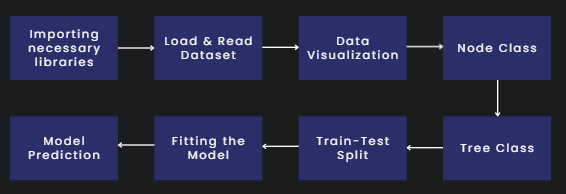 Importing
necessary
libraries
Load & Read
Dataset
Data
Visualization
Node Class
Tree Class
Train-Test
Split
Fitting the
Model
Model
Prediction